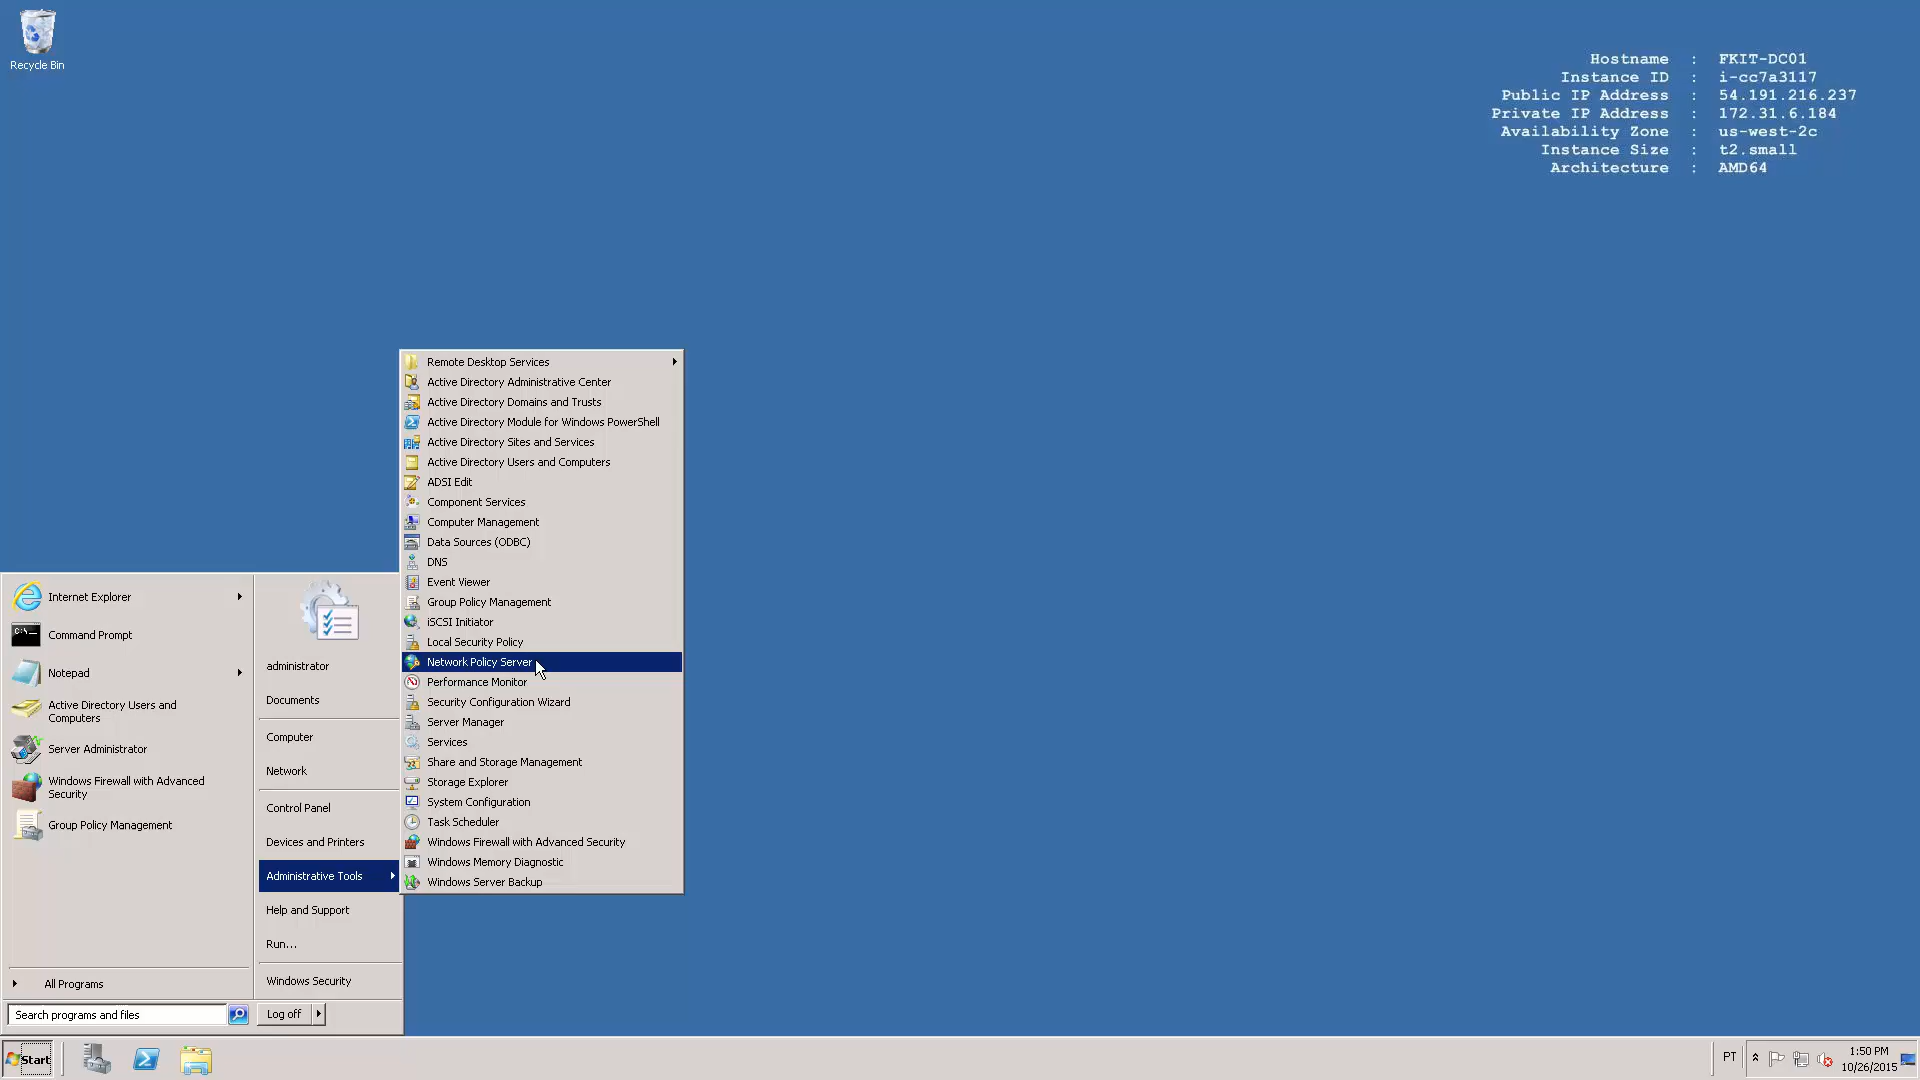 Recycle Bin
Hostname : FKIT-DC01
Instance ID : i-cc7a3117
Public IP Address : 54.191.216.237
Private IP Address : 172.31.6.184
Availability Zone : us-west-2c
Instance Size : t2.small
Architecture : AMD64
Remote Desktop Services
Active Directory Administrative Center
Active Directory Domains and Trusts
Active Directory Module for Windows PowerShell
Active Directory Sites and Services
Active Directory Users and Computers
ADSI Edit
Component Services
Computer Management
Data Sources (ODBC)
DNS
Event Viewer
Group Policy Management
iSCSI Initiator
Local Security Policy
Network Policy Server
Performance Monitor
Security Configuration Wizard
Server Manager
Services
Share and Storage Management
Storage Explorer
System Configuration
Task Scheduler
Windows Firewall with Advanced Security
Windows Memory Diagnostic
Windows Server Backup
Internet Explorer
Command Prompt
Notepad
Active Directory Users and
Computers
Server Administrator
Windows Firewall with Advanced
Security
Group Policy Management
All Programs
Search programs and files
administrator
Documents
Computer
Network
Control Panel
Devices and Printers
Administrative Tools
Help and Support
Run...
Windows Security
Log off
Start
PT
1:50 PM
10/26/2015